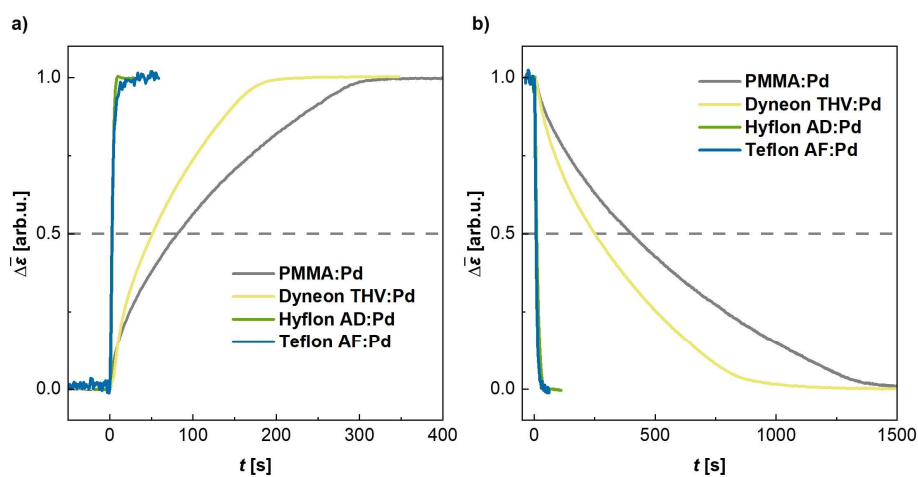 a)
1.0
0.5
0.0
Δε̄ [arb.u.]
PMMA:Pd
Dyneon THV:Pd
Hyflon AD:Pd
Teflon AF:Pd
0 100 200 300 400
t [s]
b)
1.0
0.5
0.0
Δε̄ [arb.u.]
PMMA:Pd
Dyneon THV:Pd
Hyflon AD:Pd
Teflon AF:Pd
0 500 1000 1500
t [s]